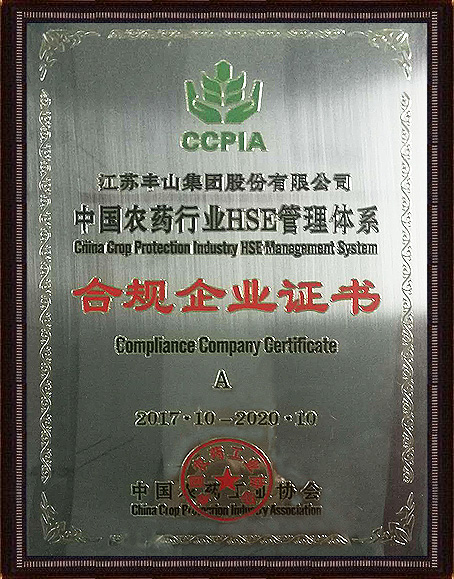 CCPIA
江苏丰山集团股份有限公司
中国农药行业HSE管理体系
China Crop Protection Industry HSE Management System
合规企业证书
Compliance Company Certificate
A
2017·10-2020·10
中国农药工业协会
China Crop Protection Industry Association